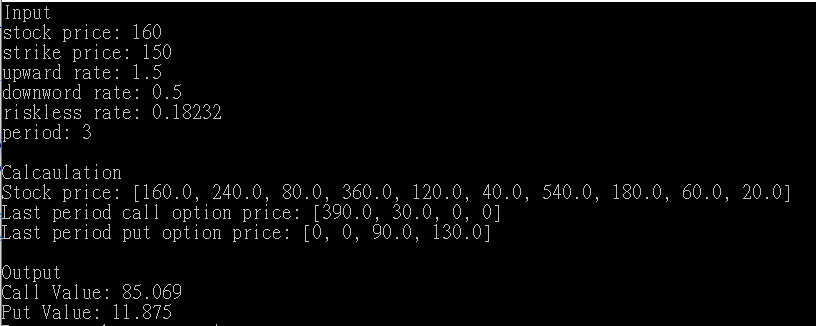 Input
stock price: 160
strike price: 150
upward rate: 1.5
downword rate: 0.5
riskless rate: 0.18232
period: 3
Calcaulation
Stock price: [160.0, 240.0, 80.0, 360.0, 120.0, 40.0, 540.0, 180.0, 60.0, 20.0]
Last period call option price: [390.0, 30.0, 0, 0]
Last period put option price: [0, 0, 90.0, 130.0]
Output
Call Value: 85.069
Put Value: 11.875